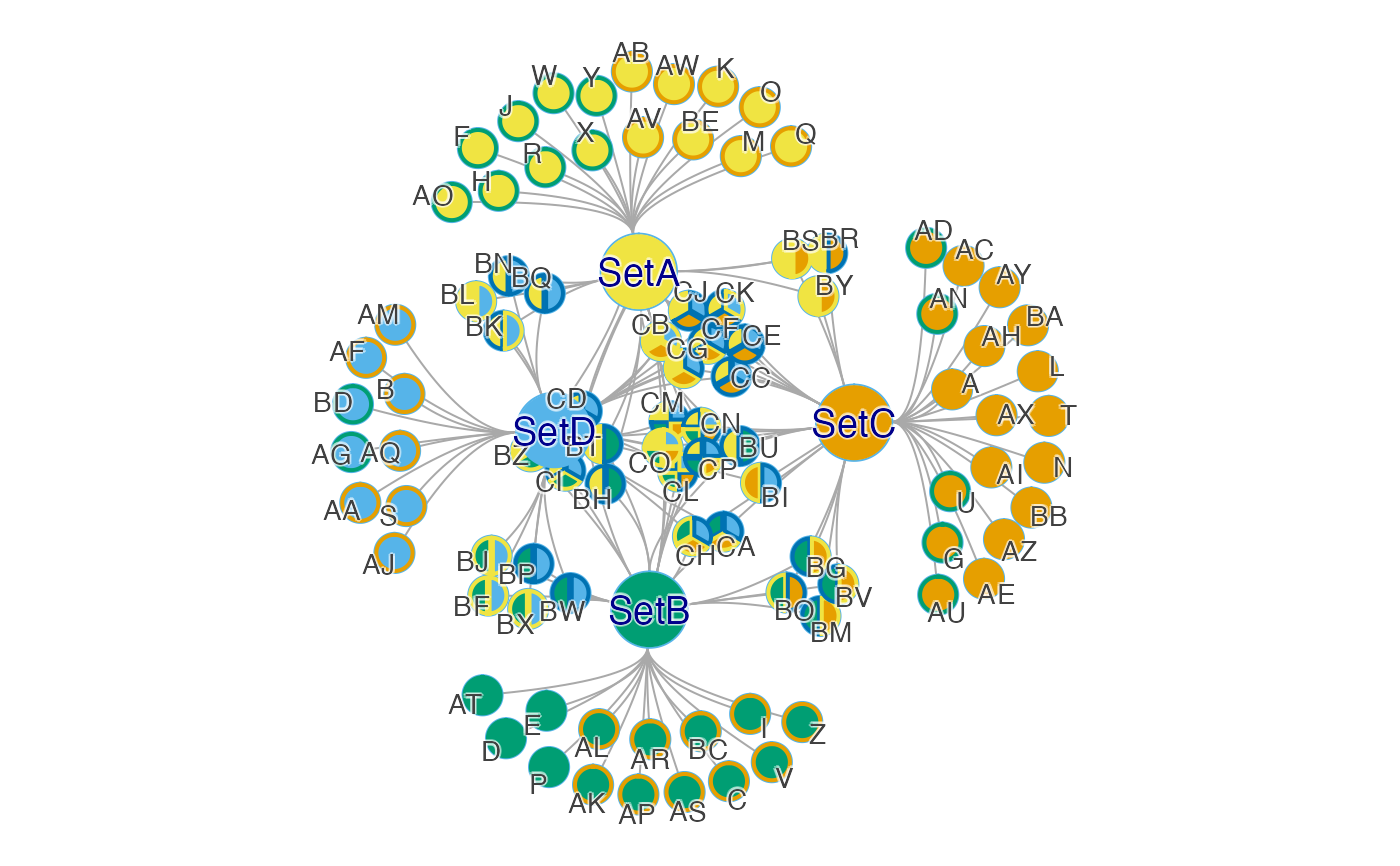 AB
W Y AW K
O
J
AV BE
F X M Q
R
H
AO
AD
BS BR
AC
BN SetA AY
BQ
BL CJ CK BY AN
AM BK CB CF CE BA
AH
AF CG L
CC A
BD B CD CM AX T
SetD CN SetC
AG AQ BZ BU
CO CP AI N
CI BH CL BI
AA S U BB
AJ BJ CH CA G AZ
BP BG
BF BX BW SetB BO BV AE
BM AU
AT
E I Z
D AL BC
AR
P V
AK AP AS C